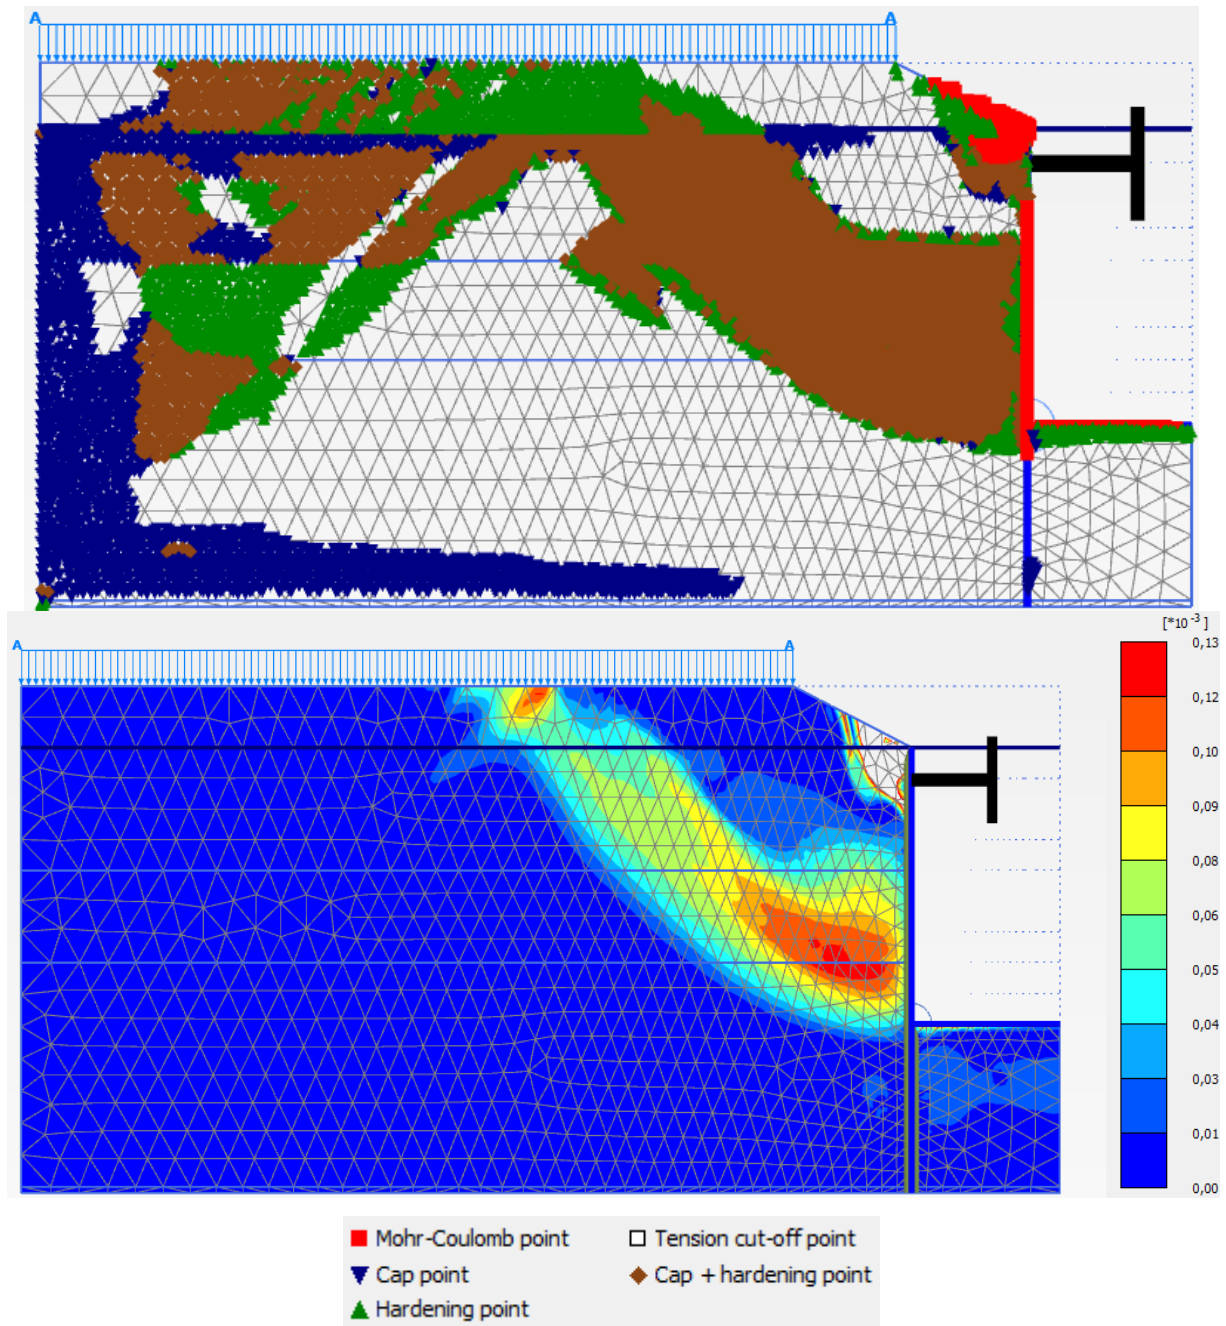 A A
[*10 -3 ]
A A
0,13
0,12
0,10
0,09
0,08
0,06
0,05
0,04
0,03
0,01
0,00
Mohr-Coulomb point Tension cut-off point
Cap point Cap + hardening point
Hardening point